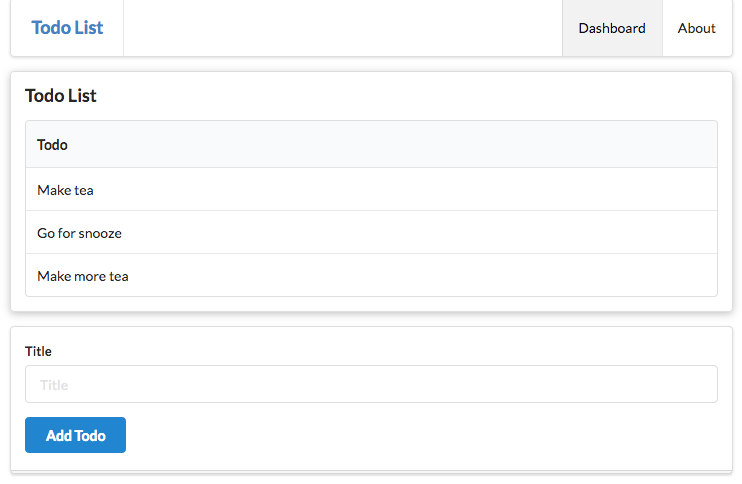 Todo List
Dashboard
About
Todo List
Todo
Make tea
Go for snooze
Make more tea
Title
Title
Add Todo